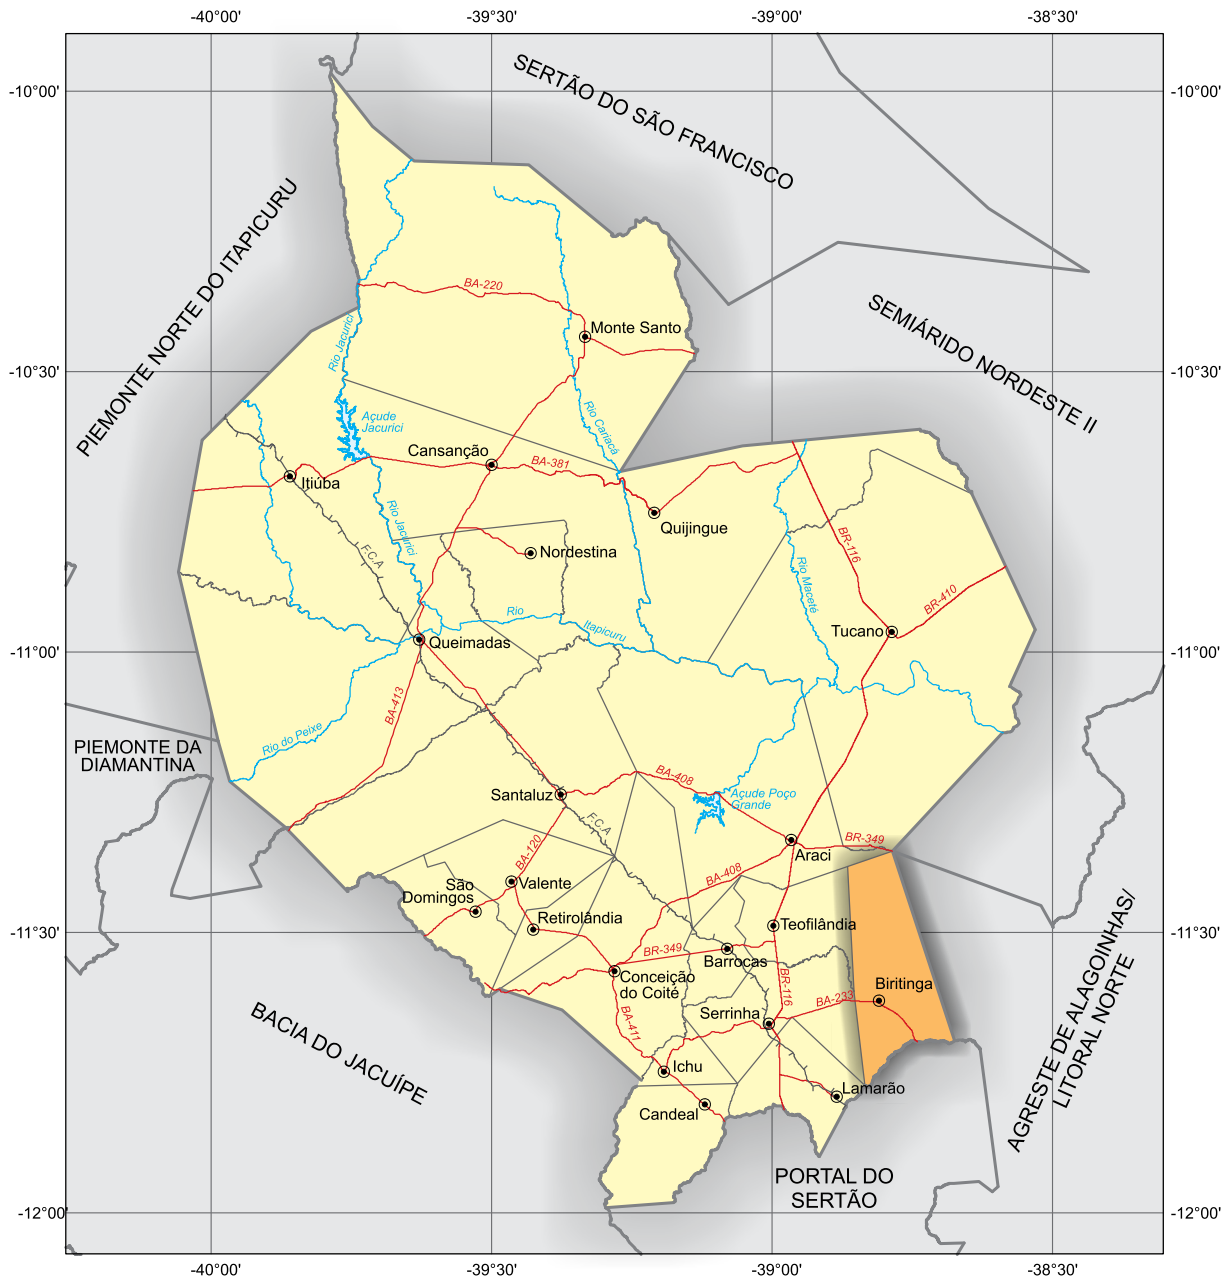 -40°00'
-39°30'
-39°00'
-38°30'
-10°00'
-10°00'
SERTÃO DO SÃO FRANCISCO
PIEMONTE NORTE DO ITAPICURU
BA-220
SEMIÁRIDO NORDESTE II
Rio Jacurici
Monte Santo
-10°30'
-10°30'
Açude
Jacurici
Rio Cariacá
Cansanção
BA-381
Itiúba
Quijingue
Rio Jacurici
F.C.A
Nordestina
BR-116
Rio Maceté
BR-410
Rio
Itapicuru
Tucano
Queimadas
-11°00'
-11°00'
BA-413
Rio do Peixe
PIEMONTE DA
DIAMANTINA
BA-408
Santaluz
Açude Poço
Grande
F.C.A
BR-349
Araci
BA-120
BA-408
São
Domingos
Valente
Retirolândia
Teofilândia
-11°30'
-11°30'
BR-349
Barrocas
Conceição
do Coité
BR-116
Biritinga
BA-233
Serrinha
BA-411
AGRESTE DE ALAGOINHAS/
LITORAL NORTE
BACIA DO JACUÍPE
Ichu
Lamarão
Candeal
PORTAL DO
SERTÃO
-12°00'
-12°00'
-40°00'
-39°30'
-39°00'
-38°30'